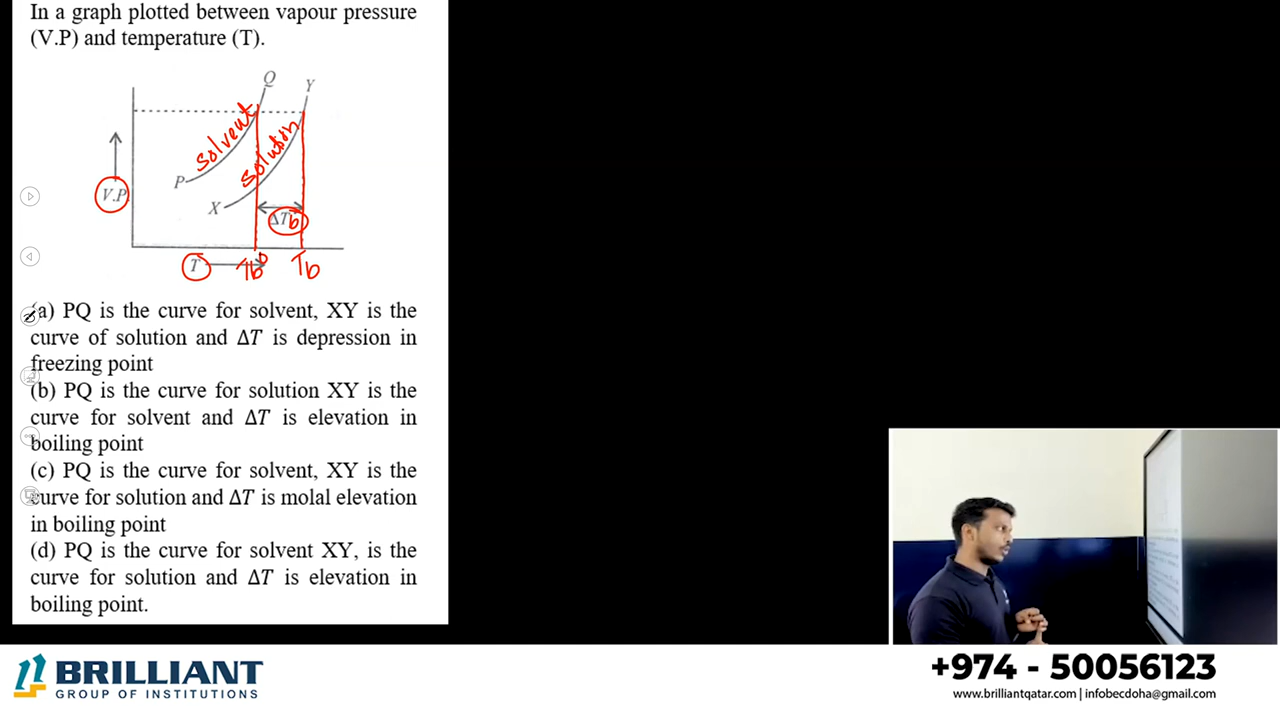 In a graph plotted between vapour pressure
(V.P) and temperature (T).
Q
Y
solvent
solution
P
V.P
X
ΔTb
T
Tb°
Tb
(a) PQ is the curve for solvent, XY is the
curve of solution and ΔT is depression in
freezing point
(b) PQ is the curve for solution XY is the
curve for solvent and ΔT is elevation in
boiling point
(c) PQ is the curve for solvent, XY is the
curve for solution and ΔT is molal elevation
in boiling point
(d) PQ is the curve for solvent XY, is the
curve for solution and ΔT is elevation in
boiling point.
BRILLIANT
GROUP OF INSTITUTIONS
+974 - 50056123
www.brilliantqatar.com | infobecdoha@gmail.com